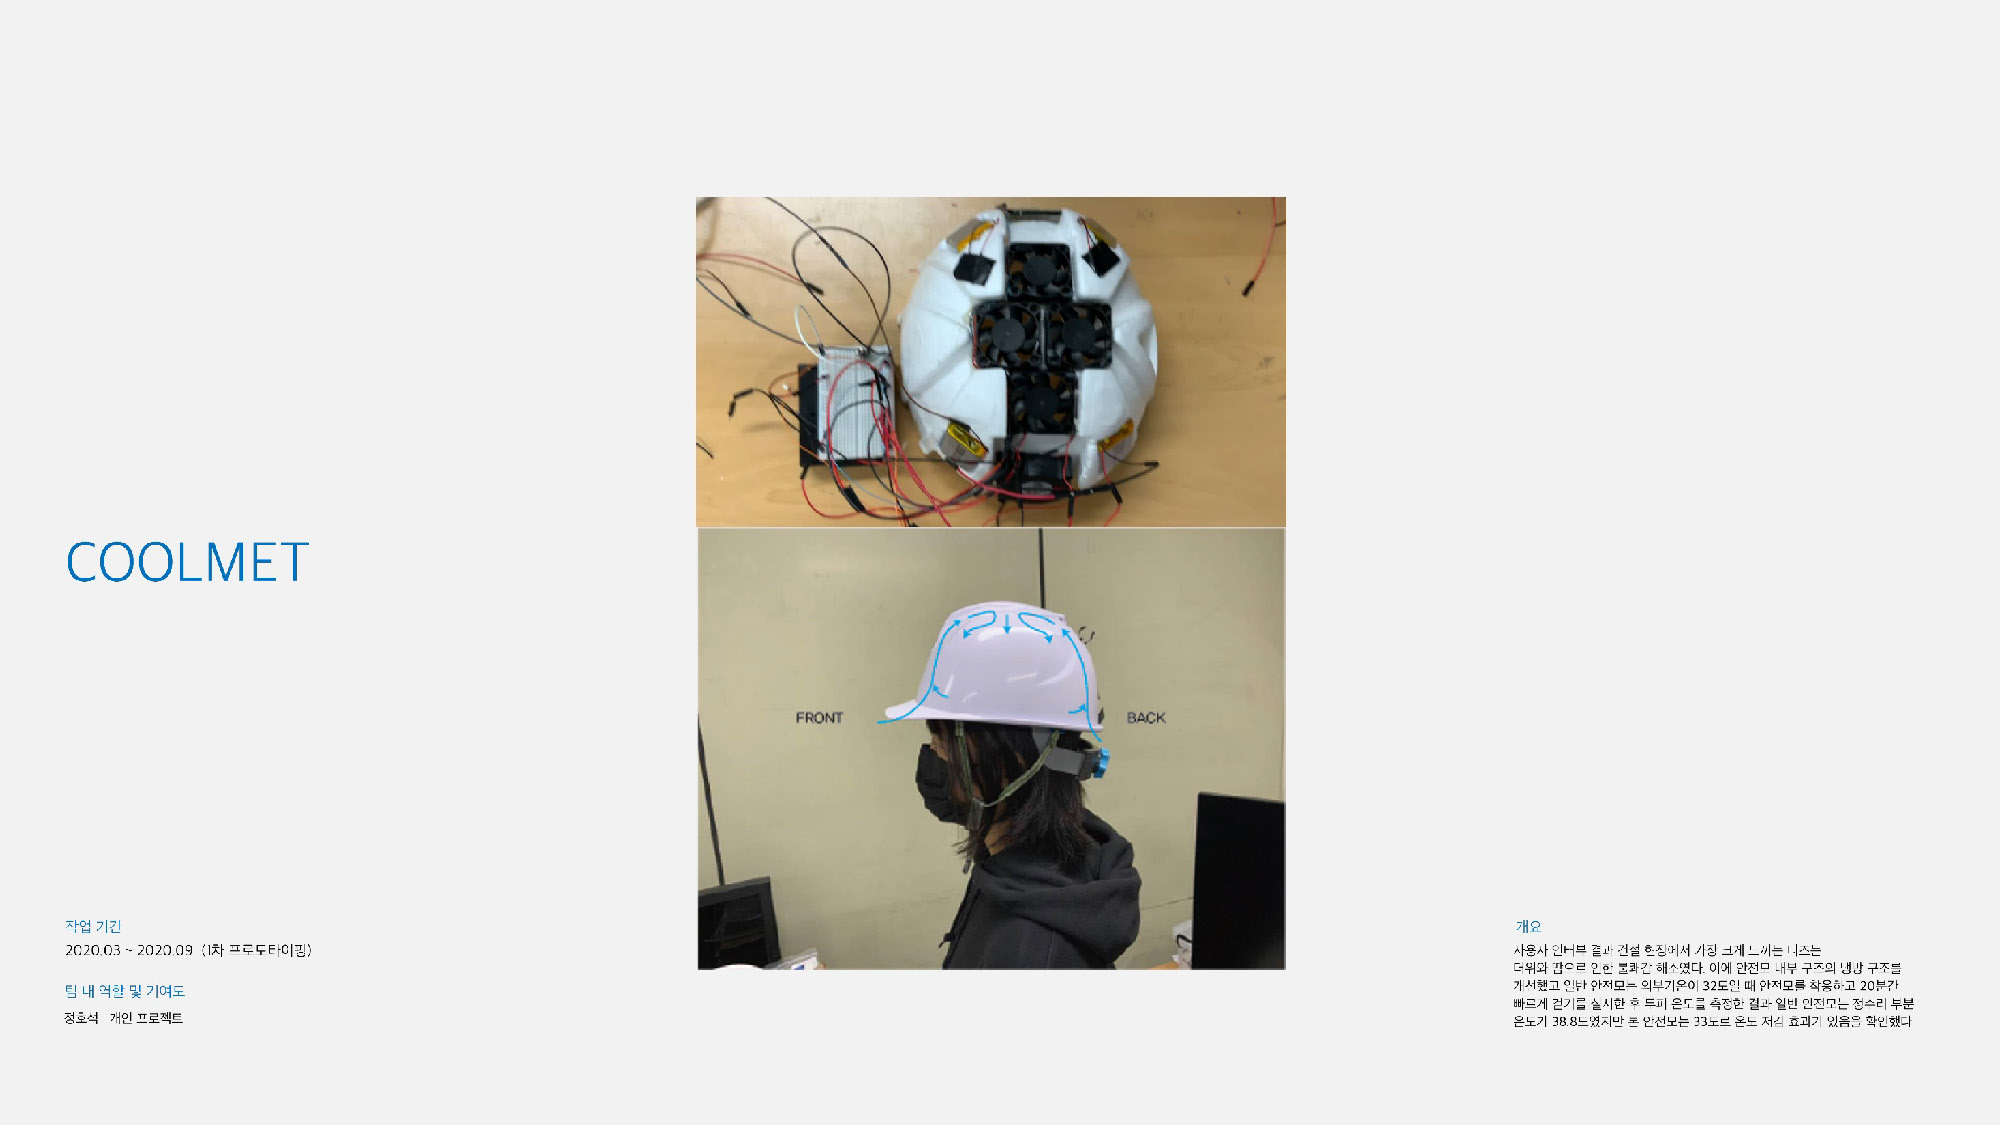 COOLMET
FRONT
BACK
작업 기간
2020.03 ~ 2020.09 (1차 프로토타이핑)
팀 내 역할 및 기여도
정호석 개인 프로젝트
개요
사용자 인터뷰 결과 건설 현장에서 가장 크게 느끼는 니즈는
더위와 땀으로 인한 불쾌감 해소였다. 이에 안전모 내부 구조의 냉방 구조를
개선했고 일반 안전모는 외부기온이 32도일 때 안전모를 착용하고 20분간
빠르게 걷기를 실시한 후 두피 온도를 측정한 결과 일반 안전모는 정수리 부분
온도가 38.8도였지만 본 안전모는 33도로 온도 저감 효과가 있음을 확인했다